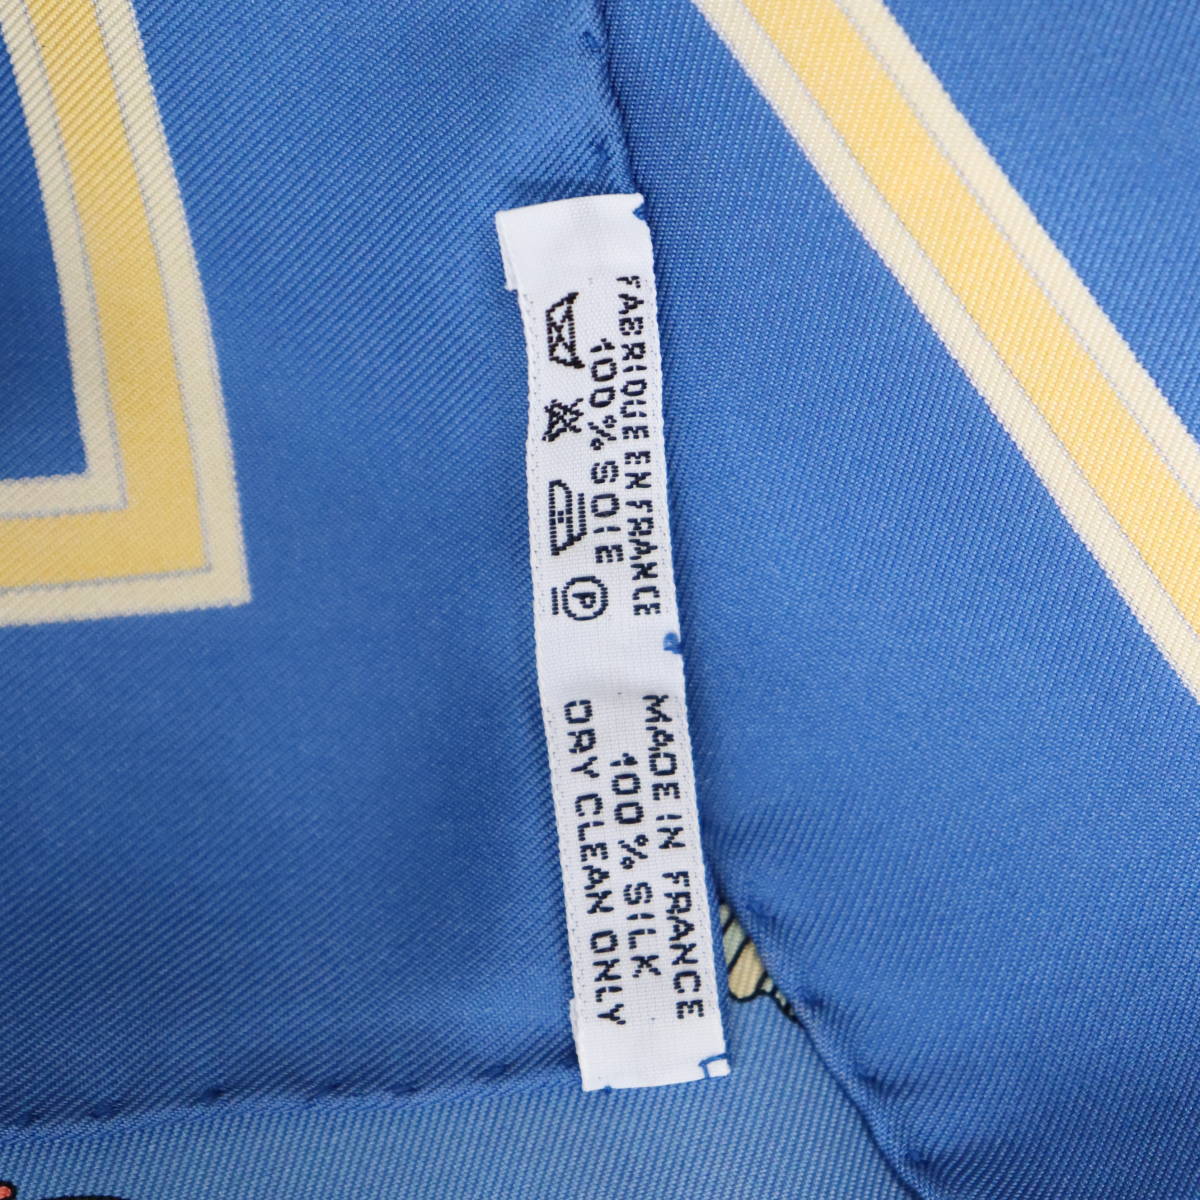 FABRIQUE EN FRANCE
100 % SOIE
P
MADE IN FRANCE
100 % SILK
DRY CLEAN ONLY